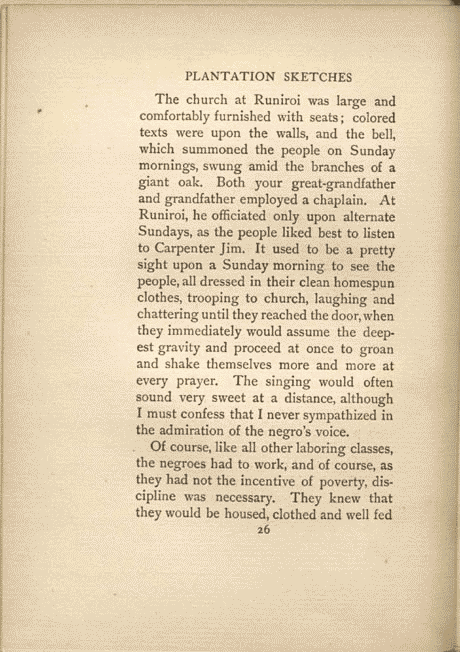 PLANTATION SKETCHES
The church at Runiroi was large and
comfortably furnished with seats; colored
texts were upon the walls, and the bell,
which summoned the people on Sunday
mornings, swung amid the branches of a
giant oak. Both your great-grandfather
and grandfather employed a chaplain. At
Runiroi, he officiated only upon alternate
Sundays, as the people liked best to listen
to Carpenter Jim. It used to be a pretty
sight upon a Sunday morning to see the
people, all dressed in their clean homespun
clothes, trooping to church, laughing and
chattering until they reached the door, when
they immediately would assume the deep-
est gravity and proceed at once to groan
and shake themselves more and more at
every prayer. The singing would often
sound very sweet at a distance, although
I must confess that I never sympathized in
the admiration of the negro's voice.
Of course, like all other laboring classes,
the negroes had to work, and of course, as
they had not the incentive of poverty, dis-
cipline was necessary. They knew that
they would be housed, clothed and well fed
26